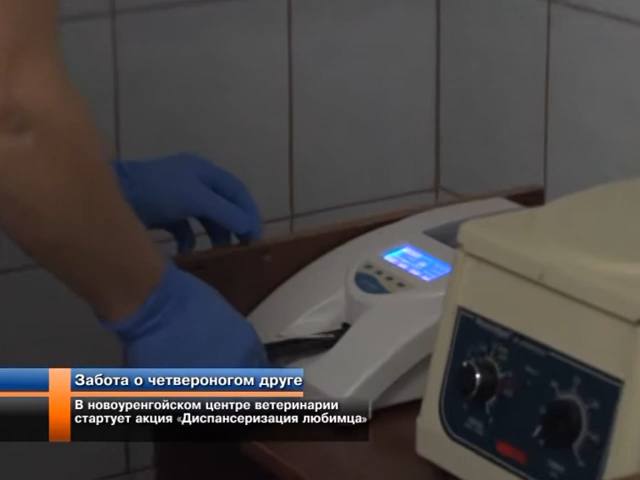 Забота о четвероногом друге
В новоуренгойском центре ветеринарии
стартует акция «Диспансеризация любимца»